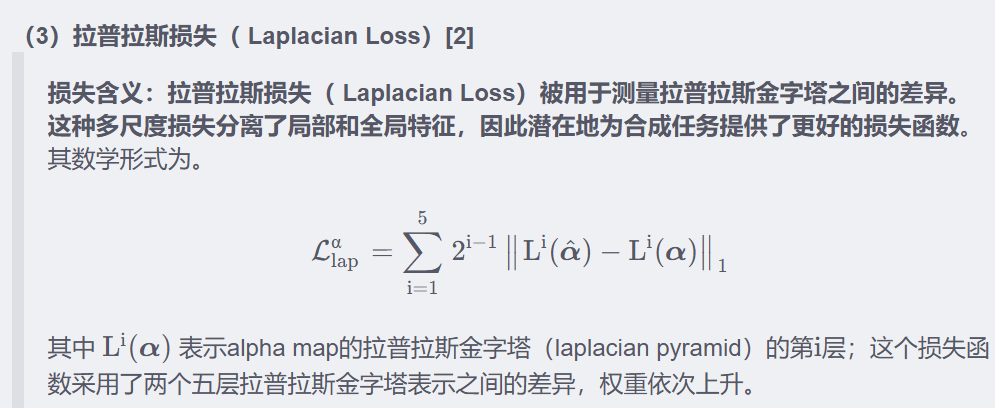 （3）拉普拉斯损失（ Laplacian Loss）[2]
损失含义：拉普拉斯损失（ Laplacian Loss）被用于测量拉普拉斯金字塔之间的差异。
这种多尺度损失分离了局部和全局特征，因此潜在地为合成任务提供了更好的损失函数。
其数学形式为。
$\mathcal{L}_{\mathrm{lap}}^{\alpha} = \sum_{\mathrm{i}=1}^{5} 2^{\mathrm{i}-1} \left\| \mathrm{L}^{\mathrm{i}}(\hat{\boldsymbol{\alpha}}) - \mathrm{L}^{\mathrm{i}}(\boldsymbol{\alpha}) \right\|_{1}$
其中 $\mathrm{L}^{\mathrm{i}}(\boldsymbol{\alpha})$ 表示alpha map的拉普拉斯金字塔（laplacian pyramid）的第i层；这个损失函
数采用了两个五层拉普拉斯金字塔表示之间的差异，权重依次上升。